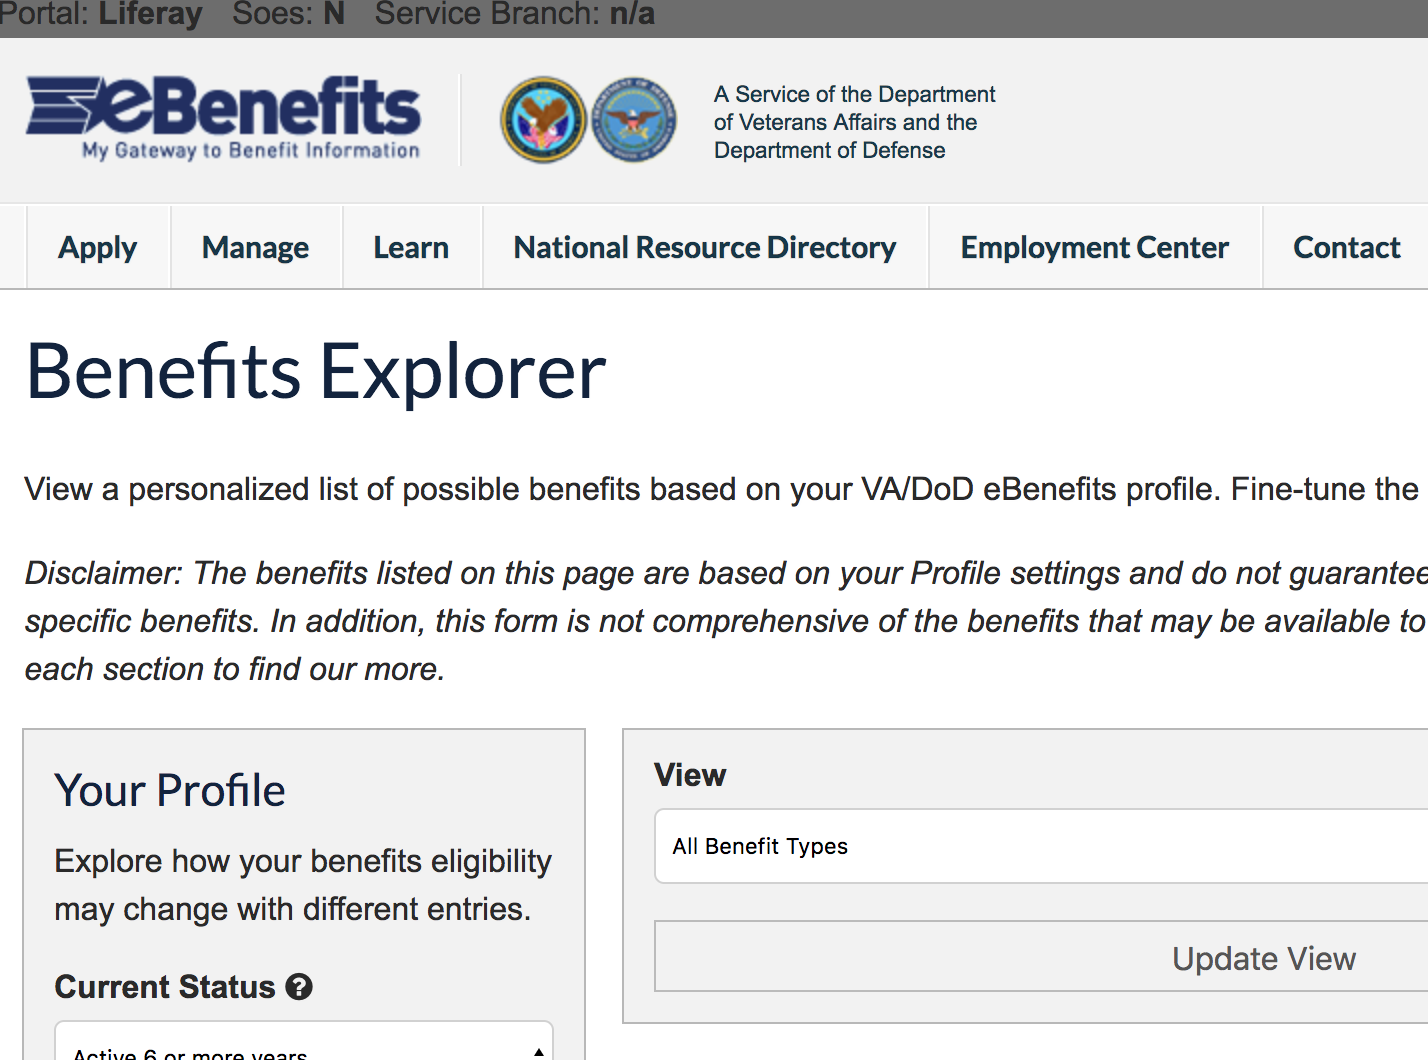 Portal: Liferay Soes: N Service Branch: n/a
eBenefits
My Gateway to Benefit Information
A Service of the Department
of Veterans Affairs and the
Department of Defense
Apply Manage Learn National Resource Directory Employment Center Contact
Benefits Explorer
View a personalized list of possible benefits based on your VA/DoD eBenefits profile. Fine-tune the
Disclaimer: The benefits listed on this page are based on your Profile settings and do not guarantee
specific benefits. In addition, this form is not comprehensive of the benefits that may be available to
each section to find our more.
Your Profile
Explore how your benefits eligibility
may change with different entries.
Current Status ?
Active 6 or more years
View
All Benefit Types
Update View